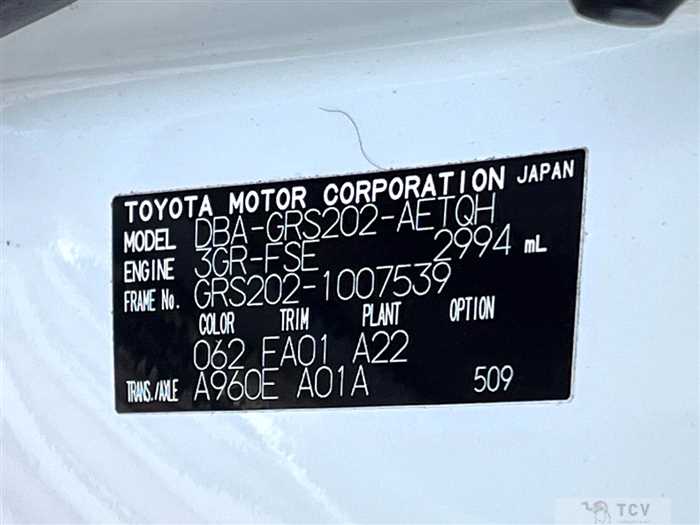 TOYOTA MOTOR CORPORATION JAPAN
MODEL DBA-GRS202-AETQH
ENGINE 3GR-FSE 2994 mL
FRAME No. GRS202-1007539
COLOR TRIM PLANT OPTION
062 FA01 A22
TRANS./AXLE A960E A01A 509
TCV